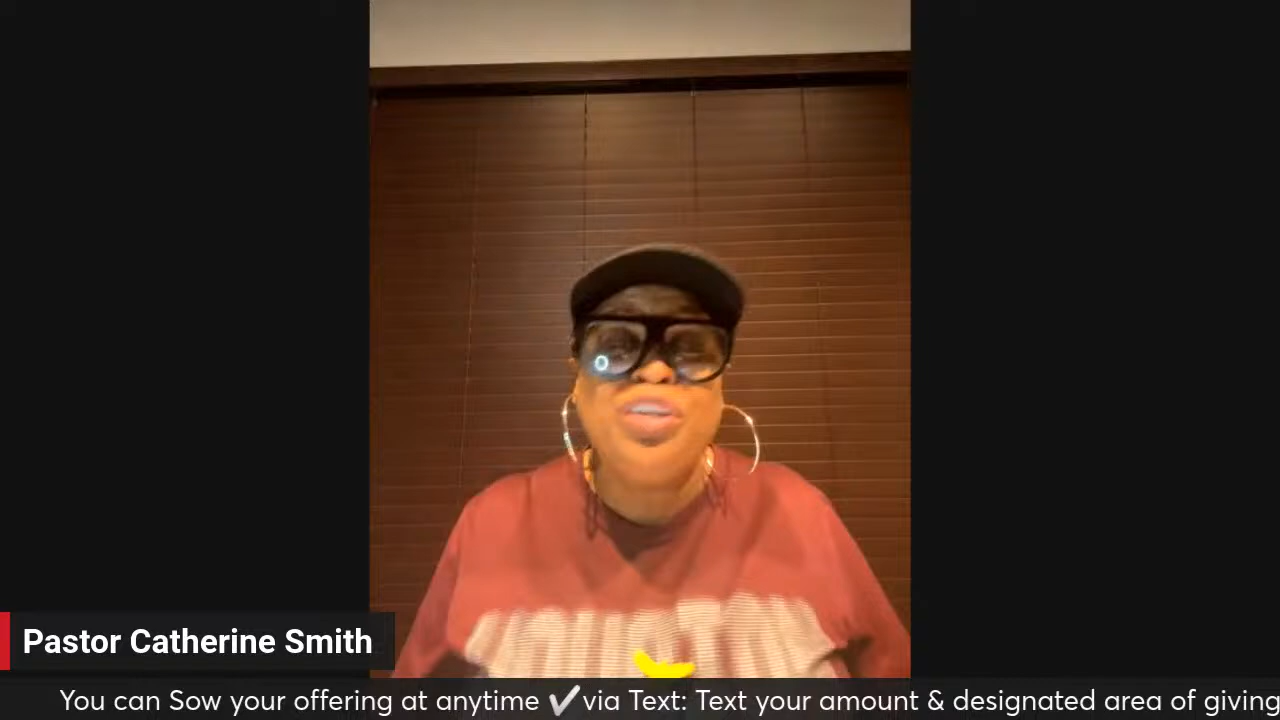 Pastor Catherine Smith
You can Sow your offering at anytime ✔via Text: Text your amount & designated area of giving